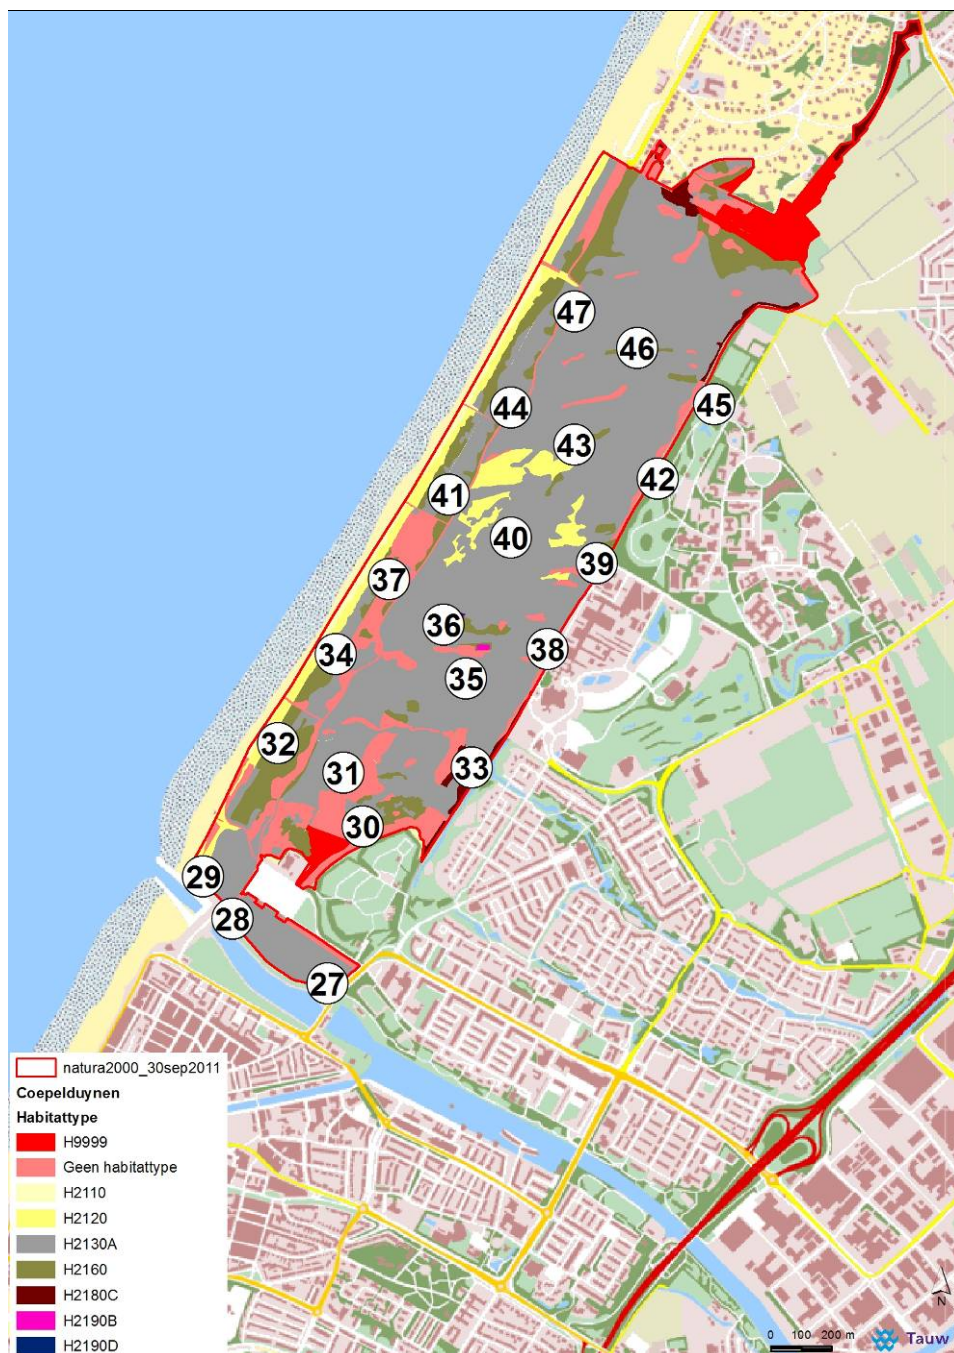 47
46
45
44
43
42
41
40
39
37
36
38
34
35
32
33
31
30
29
28
27
natura2000_30sep2011
Coepelduynen
Habitattype
H9999
Geen habitattype
H2110
H2120
H2130A
H2160
H2180C
H2190B
H2190D
N
0 100 200 m
Tauw